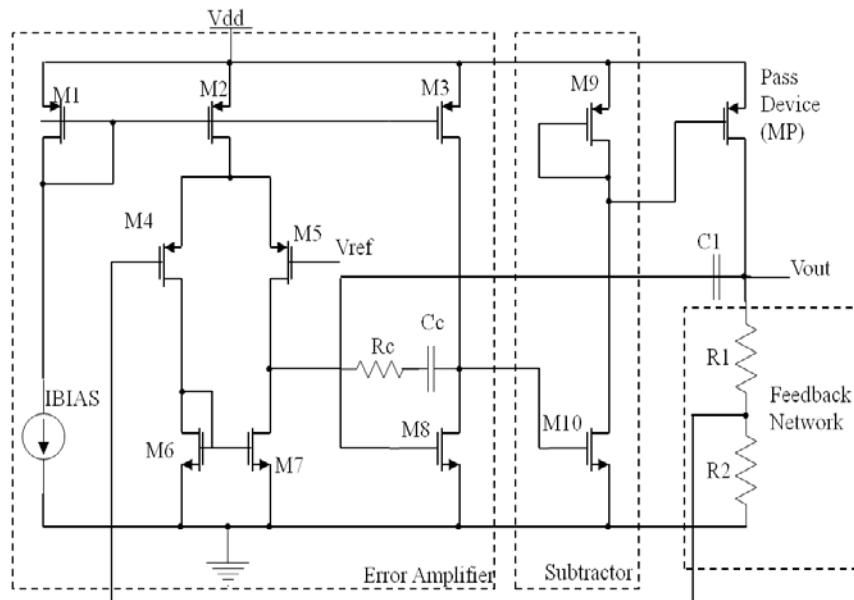 Vdd
M1
M2
M3
M9
Pass
Device
(MP)
M4
M5
Vref
C1
Vout
Rc
Cc
R1
IBIAS
Feedback
Network
M6
M7
M8
M10
R2
Error Amplifier
Subtractor